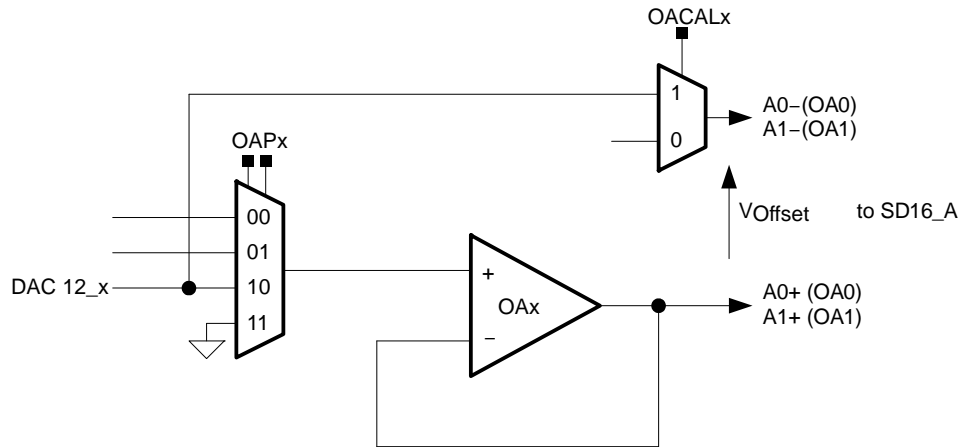 OACALx
1
0
A0−(OA0)
A1−(OA1)
OAPx
00
01
DAC 12_x
10
11
VOffset
to SD16_A
+
OAx
−
A0+ (OA0)
A1+ (OA1)